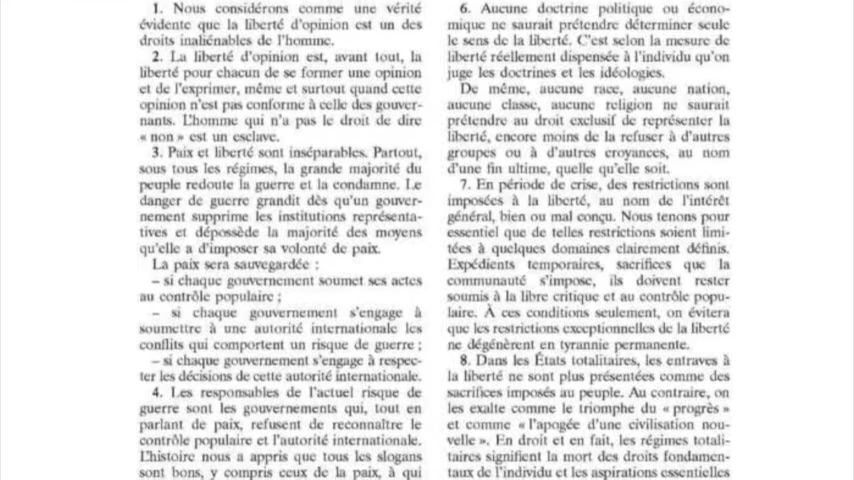 1. Nous considérons comme une vérité
évidente que la liberté d'opinion est un des
droits inaliénables de l'homme.
2. La liberté d'opinion est, avant tout, la
liberté pour chacun de se former une opinion
et de l'exprimer, même et surtout quand cette
opinion n'est pas conforme à celle des gouver-
nants. L'homme qui n'a pas le droit de dire
« non » est un esclave.
3. Paix et liberté sont inséparables. Partout,
sous tous les régimes, la grande majorité du
peuple redoute la guerre et la condamne. Le
danger de guerre grandit dès qu'un gouver-
nement supprime les institutions représenta-
tives et dépossède la majorité des moyens
qu'elle a d'imposer sa volonté de paix.
La paix sera sauvegardée :
– si chaque gouvernement soumet ses actes
au contrôle populaire ;
– si chaque gouvernement s'engage à
soumettre à une autorité internationale les
conflits qui comportent un risque de guerre ;
– si chaque gouvernement s'engage à respec-
ter les décisions de cette autorité internationale.
4. Les responsables de l'actuel risque de
guerre sont les gouvernements qui, tout en
parlant de paix, refusent de reconnaître le
contrôle populaire et l'autorité internationale.
L'histoire nous a appris que tous les slogans
sont bons, y compris ceux de la paix, à qui
6. Aucune doctrine politique ou écono-
mique ne saurait prétendre déterminer seule
le sens de la liberté. C'est selon la mesure de
liberté réellement dispensée à l'individu qu'on
juge les doctrines et les idéologies.
De même, aucune race, aucune nation,
aucune classe, aucune religion ne saurait
prétendre au droit exclusif de représenter la
liberté, encore moins de la refuser à d'autres
groupes ou à d'autres croyances, au nom
d'une fin ultime, quelle qu'elle soit.
7. En période de crise, des restrictions sont
imposées à la liberté, au nom de l'intérêt
général, bien ou mal conçu. Nous tenons pour
essentiel que de telles restrictions soient limi-
tées à quelques domaines clairement définis.
Expédients temporaires, sacrifices que la
communauté s'impose, ils doivent rester
soumis à la libre critique et au contrôle popu-
laire. À ces conditions seulement, on évitera
que les restrictions exceptionnelles de la liberté
ne dégénèrent en tyrannie permanente.
8. Dans les États totalitaires, les entraves à
la liberté ne sont plus présentées comme des
sacrifices imposés au peuple. Au contraire, on
les exalte comme le triomphe du « progrès »
et comme « l'apogée d'une civilisation nou-
velle ». En droit et en fait, les régimes totali-
taires signifient la mort des droits fondamen-
taux de l'individu et les aspirations essentielles